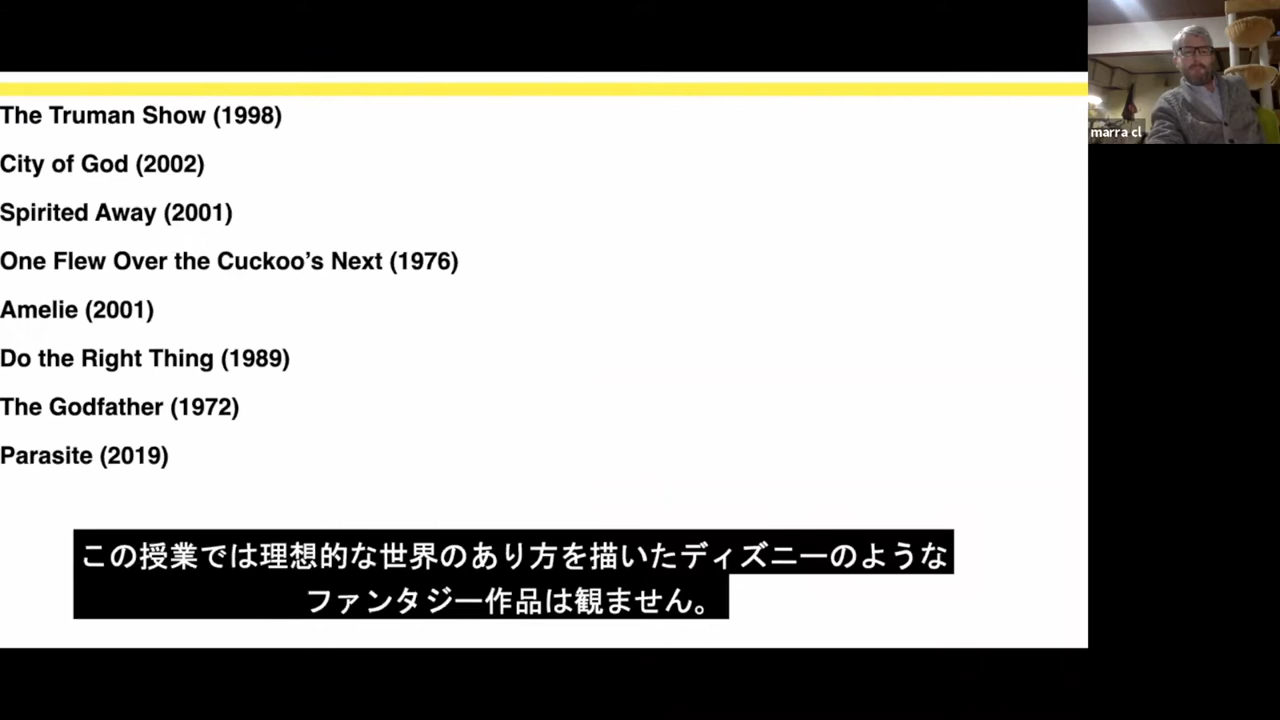 The Truman Show (1998)
City of God (2002)
Spirited Away (2001)
One Flew Over the Cuckoo’s Next (1976)
Amelie (2001)
Do the Right Thing (1989)
The Godfather (1972)
Parasite (2019)
この授業では理想的な世界のあり方を描いたディズニーのような
ファンタジー作品は観ません。
marra cl